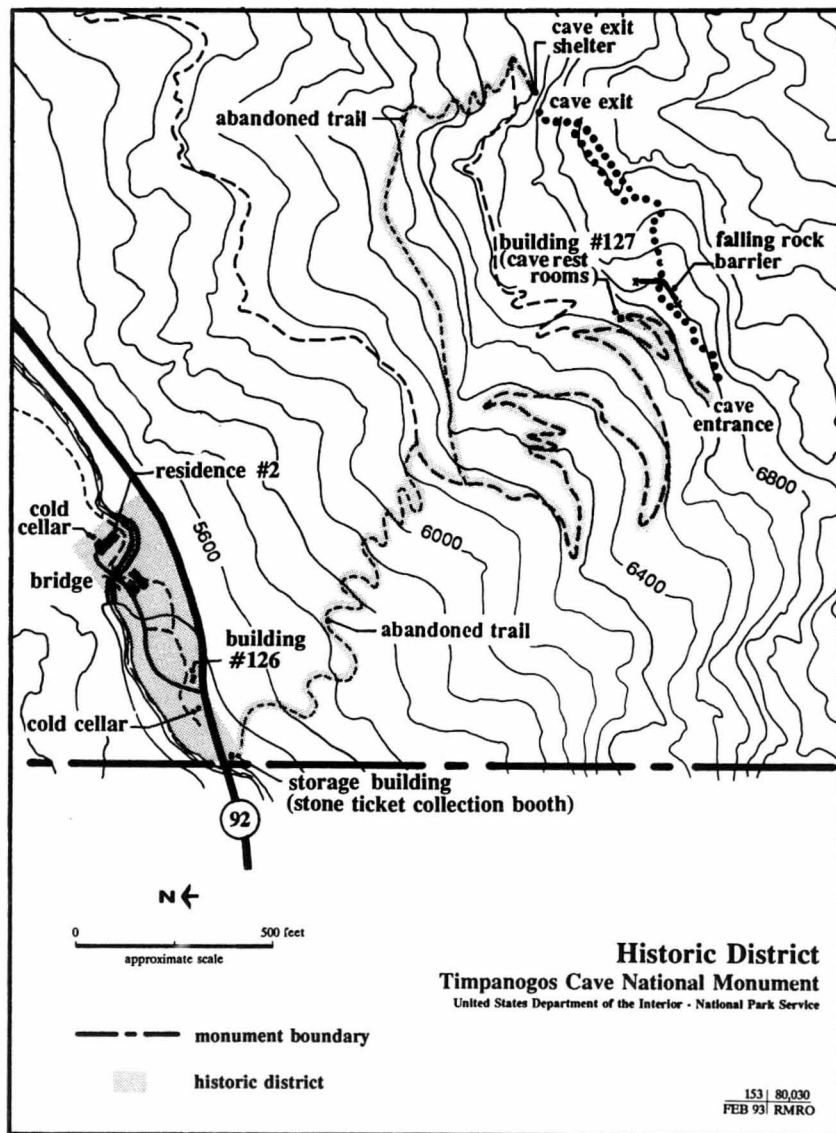 cave exit
shelter
cave exit
abandoned trail
building #127
(cave rest
rooms)
falling rock
barrier
cave
entrance
6800
residence #2
cold
cellar
5600
6000
6400
bridge
building
#126
abandoned trail
cold cellar
storage building
(stone ticket collection booth)
92
N
0 500 feet
approximate scale
Historic District
Timpanogos Cave National Monument
United States Department of the Interior · National Park Service
monument boundary
historic district
153 | 80,030
FEB 93 | RMRO